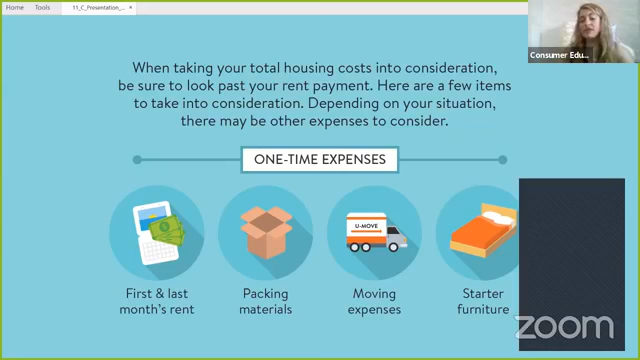 Home
Tools
11_C_Presentation_...
×
Consumer Edu...
When taking your total housing costs into consideration,
be sure to look past your rent payment. Here are a few items
to take into consideration. Depending on your situation,
there may be other expenses to consider.
ONE-TIME EXPENSES
U-MOVE
First & last
month's rent
Packing
materials
Moving
expenses
Starter
furniture
zoom